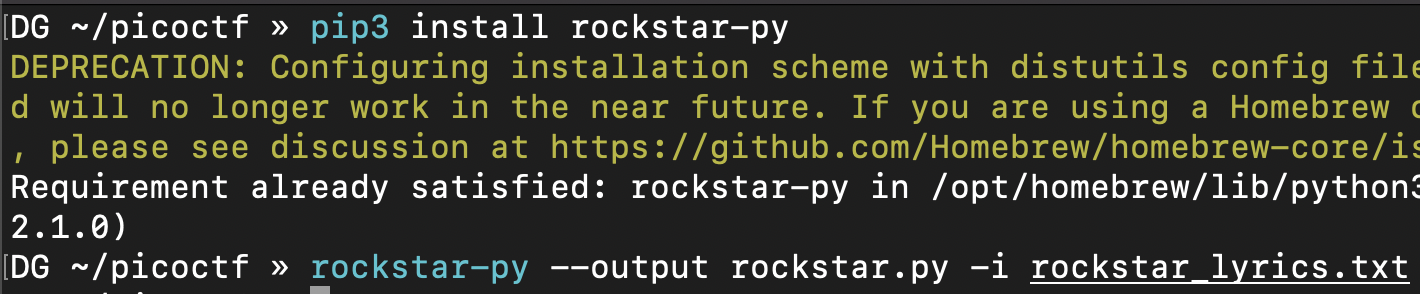 DG ~/picoctf » pip3 install rockstar-py
DEPRECATION: Configuring installation scheme with distutils config file
d will no longer work in the near future. If you are using a Homebrew
, please see discussion at https://github.com/Homebrew/homebrew-core/is
Requirement already satisfied: rockstar-py in /opt/homebrew/lib/python3
2.1.0)
DG ~/picoctf » rockstar-py --output rockstar.py -i rockstar_lyrics.txt